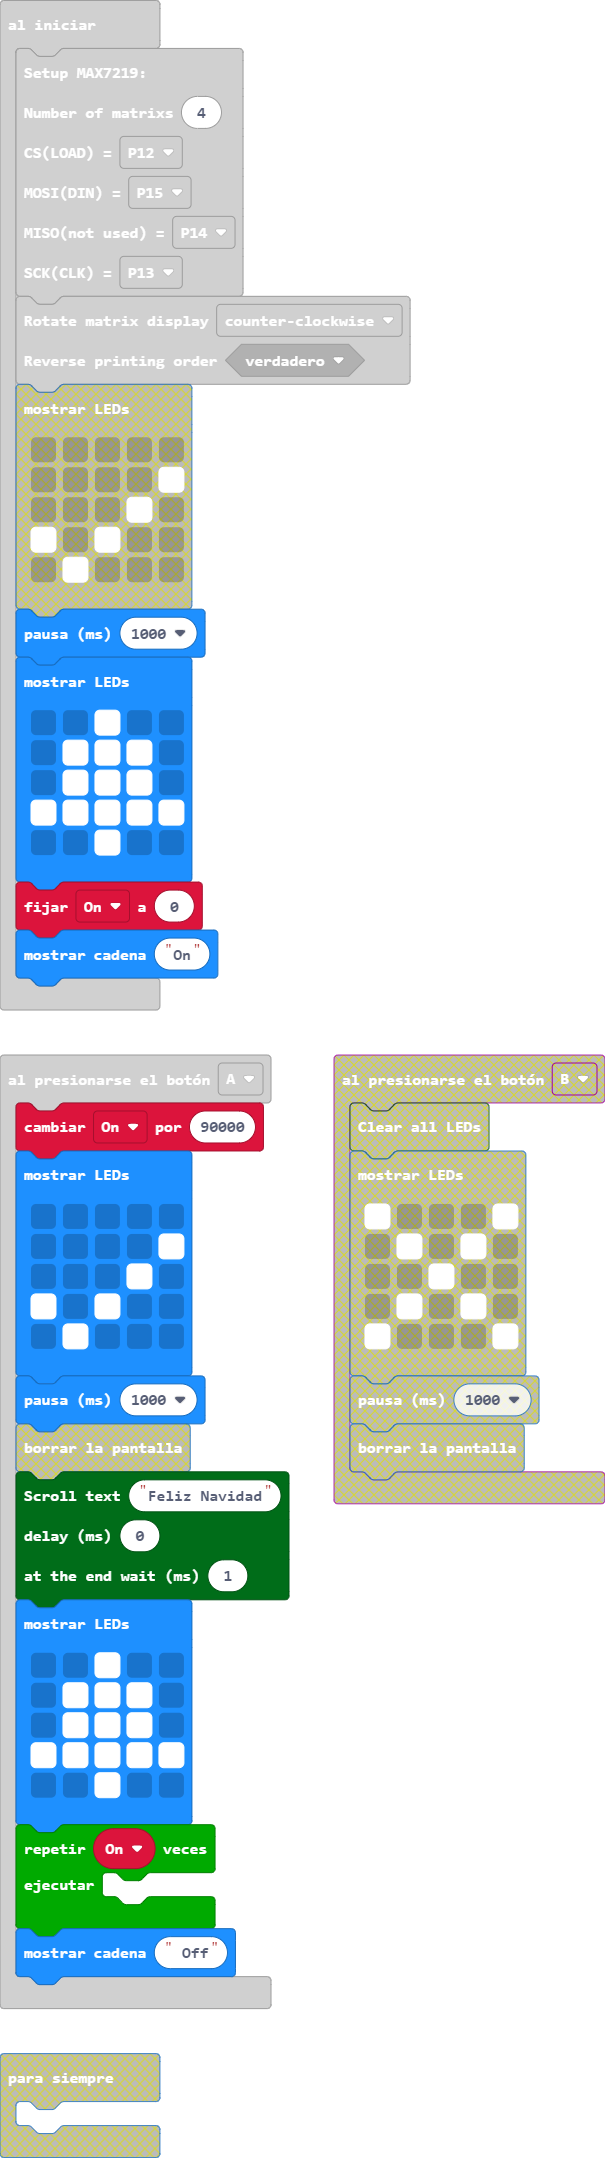 al iniciar
Setup MAX7219:
Number of matrixs 4
CS(LOAD) = P12
MOSI(DIN) = P15
MISO(not used) = P14
SCK(CLK) = P13
Rotate matrix display counter-clockwise
Reverse printing order verdadero
mostrar LEDs
pausa (ms) 1000
mostrar LEDs
fijar On a 0
mostrar cadena "On"
al presionarse el botón A
cambiar On por 90000
mostrar LEDs
pausa (ms) 1000
borrar la pantalla
Scroll text "Feliz Navidad"
delay (ms) 0
at the end wait (ms) 1
mostrar LEDs
repetir On veces
ejecutar
mostrar cadena " Off"
al presionarse el botón B
Clear all LEDs
mostrar LEDs
pausa (ms) 1000
borrar la pantalla
para siempre